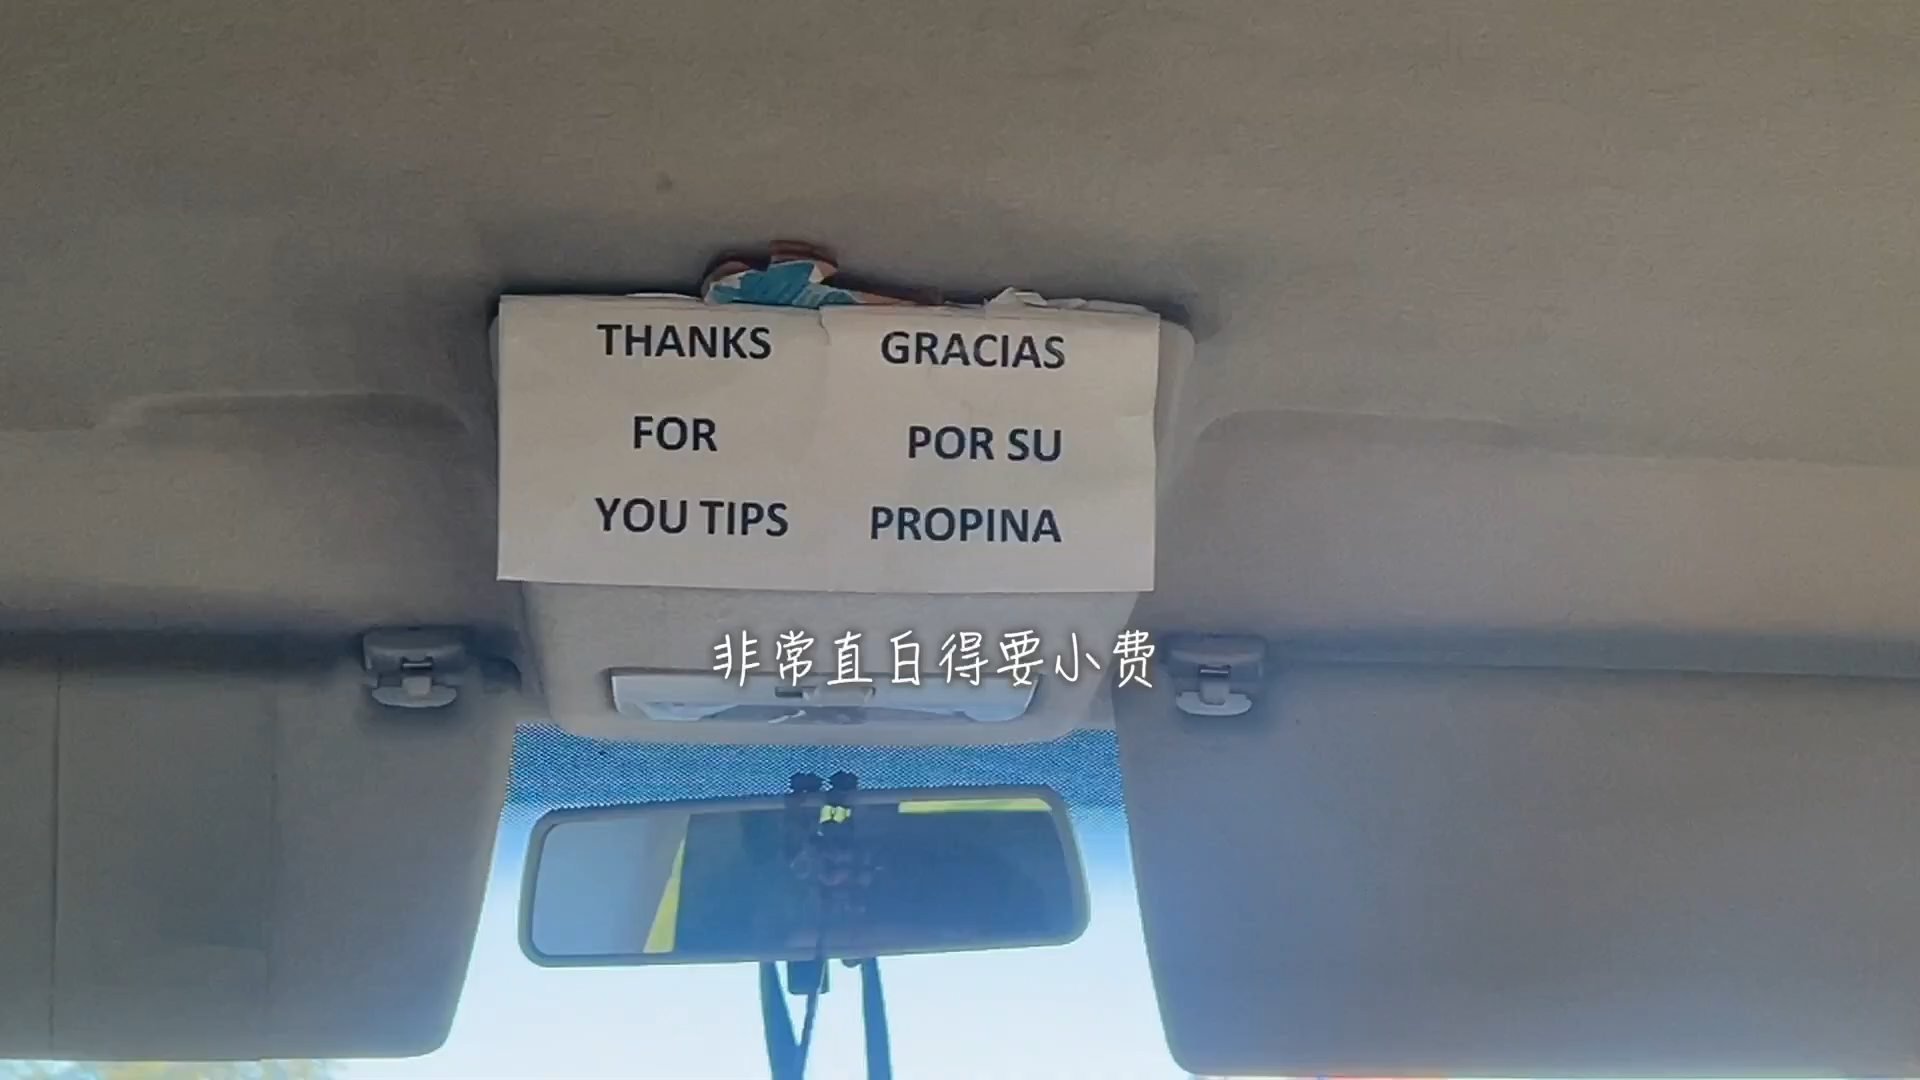 THANKS
FOR
YOU TIPS
GRACIAS
POR SU
PROPINA
非常直白得要小费